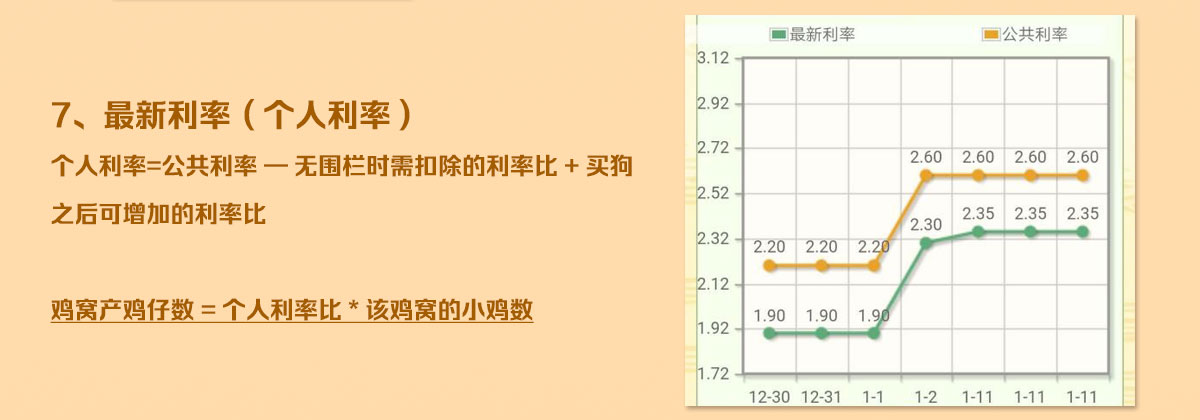 7、最新利率（个人利率）
个人利率=公共利率 — 无围栏时需扣除的利率比 + 买狗
之后可增加的利率比
鸡窝产鸡仔数 = 个人利率比 * 该鸡窝的小鸡数
最新利率 公共利率
3.12
2.92
2.72
2.60 2.60 2.60 2.60
2.52
2.35 2.35 2.35
2.30
2.32
2.20 2.20 2.20
2.12
1.90 1.90 1.90
1.92
1.72
12-30 12-31 1-1 1-2 1-11 1-11 1-11